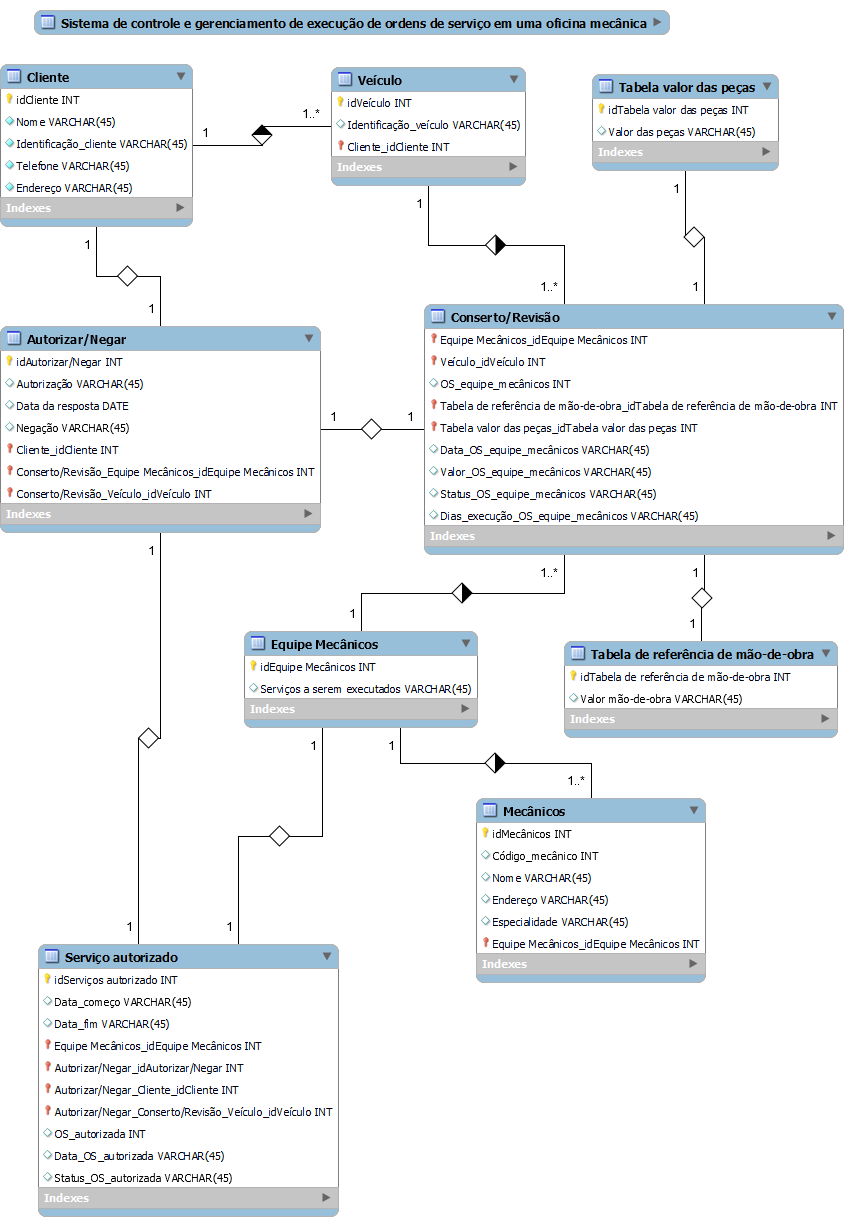 Sistema de controle e gerenciamento de execução de ordens de serviço em uma oficina mecânica
Cliente
idCliente INT
Nome VARCHAR(45)
Identificação_cliente VARCHAR(45)
Telefone VARCHAR(45)
Endereço VARCHAR(45)
Indexes
1
1..*
Veículo
idVeículo INT
Identificação_veículo VARCHAR(45)
Cliente_idCliente INT
Indexes
Tabela valor das peças
idTabela valor das peças INT
Valor das peças VARCHAR(45)
Indexes
1
1
1
1..*
1
1
Autorizar/Negar
idAutorizar/Negar INT
Autorização VARCHAR(45)
Data da resposta DATE
Negação VARCHAR(45)
Cliente_idCliente INT
Conserto/Revisão_Equipe Mecânicos_idEquipe Mecânicos INT
Conserto/Revisão_Veículo_idVeículo INT
Indexes
1
1
Conserto/Revisão
Equipe Mecânicos_idEquipe Mecânicos INT
Veículo_idVeículo INT
OS_equipe_mecânicos INT
Tabela de referência de mão-de-obra_idTabela de referência de mão-de-obra INT
Tabela valor das peças_idTabela valor das peças INT
Data_OS_equipe_mecânicos VARCHAR(45)
Valor_OS_equipe_mecânicos VARCHAR(45)
Status_OS_equipe_mecânicos VARCHAR(45)
Dias_execução_OS_equipe_mecânicos VARCHAR(45)
Indexes
1
1..*
1
1
1
Equipe Mecânicos
idEquipe Mecânicos INT
Serviços a serem executados VARCHAR(45)
Indexes
Tabela de referência de mão-de-obra
idTabela de referência de mão-de-obra INT
Valor mão-de-obra VARCHAR(45)
Indexes
1
1
1..*
Mecânicos
idMecânicos INT
Código_mecânico INT
Nome VARCHAR(45)
Endereço VARCHAR(45)
Especialidade VARCHAR(45)
Equipe Mecânicos_idEquipe Mecânicos INT
Indexes
1
1
Serviço autorizado
idServiços autorizado INT
Data_começo VARCHAR(45)
Data_fim VARCHAR(45)
Equipe Mecânicos_idEquipe Mecânicos INT
Autorizar/Negar_idAutorizar/Negar INT
Autorizar/Negar_Cliente_idCliente INT
Autorizar/Negar_Conserto/Revisão_Veículo_idVeículo INT
OS_autorizada INT
Data_OS_autorizada VARCHAR(45)
Status_OS_autorizada VARCHAR(45)
Indexes